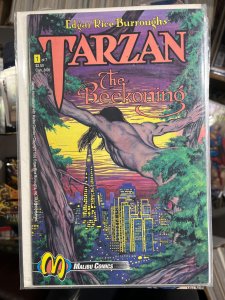 Edgar Rice Burroughs'
TARZAN
1
The
Beckoning
MALIBU COMICS